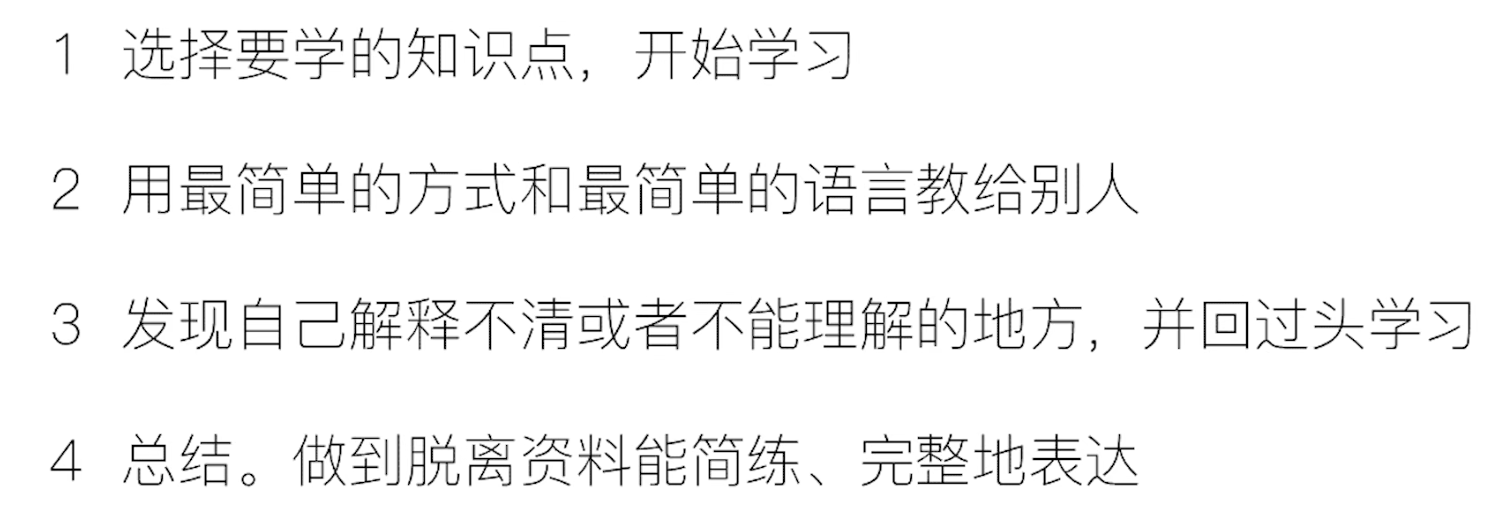 1 选择要学的知识点，开始学习
2 用最简单的方式和最简单的语言教给别人
3 发现自己解释不清或者不能理解的地方，并回过头学习
4 总结。做到脱离资料能简练、完整地表达